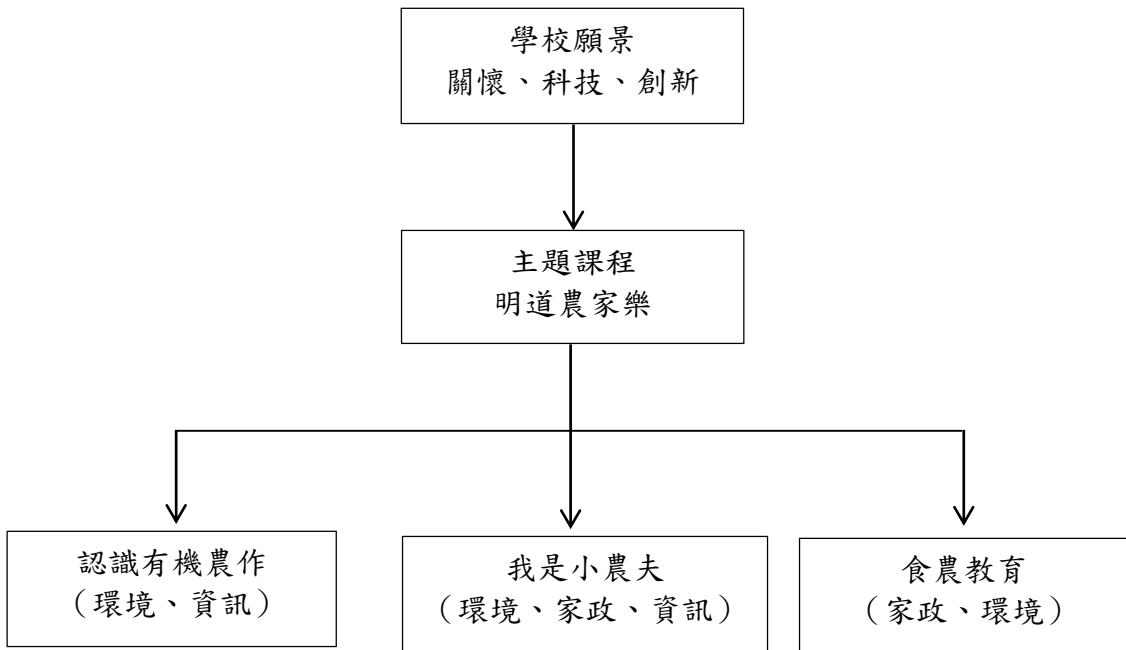 學校願景
關懷、科技、創新
主題課程
明道農家樂
認識有機農作
（環境、資訊）
我是小農夫
（環境、家政、資訊）
食農教育
（家政、環境）